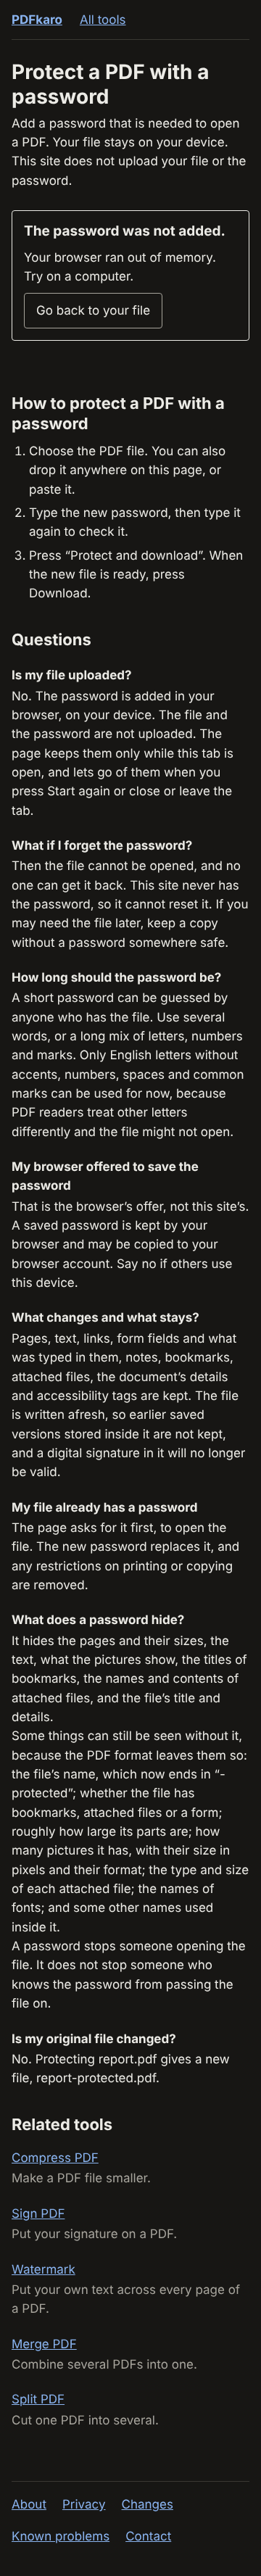 PDFkaro All tools
Protect a PDF with a
password
Add a password that is needed to open
a PDF. Your file stays on your device.
This site does not upload your file or the
password.
The password was not added.
Your browser ran out of memory.
Try on a computer.
Go back to your file
How to protect a PDF with a
password
1. Choose the PDF file. You can also
drop it anywhere on this page, or
paste it.
2. Type the new password, then type it
again to check it.
3. Press “Protect and download”. When
the new file is ready, press
Download.
Questions
Is my file uploaded?
No. The password is added in your
browser, on your device. The file and
the password are not uploaded. The
page keeps them only while this tab is
open, and lets go of them when you
press Start again or close or leave the
tab.
What if I forget the password?
Then the file cannot be opened, and no
one can get it back. This site never has
the password, so it cannot reset it. If you
may need the file later, keep a copy
without a password somewhere safe.
How long should the password be?
A short password can be guessed by
anyone who has the file. Use several
words, or a long mix of letters, numbers
and marks. Only English letters without
accents, numbers, spaces and common
marks can be used for now, because
PDF readers treat other letters
differently and the file might not open.
My browser offered to save the
password
That is the browser’s offer, not this site’s.
A saved password is kept by your
browser and may be copied to your
browser account. Say no if others use
this device.
What changes and what stays?
Pages, text, links, form fields and what
was typed in them, notes, bookmarks,
attached files, the document’s details
and accessibility tags are kept. The file
is written afresh, so earlier saved
versions stored inside it are not kept,
and a digital signature in it will no longer
be valid.
My file already has a password
The page asks for it first, to open the
file. The new password replaces it, and
any restrictions on printing or copying
are removed.
What does a password hide?
It hides the pages and their sizes, the
text, what the pictures show, the titles of
bookmarks, the names and contents of
attached files, and the file’s title and
details.
Some things can still be seen without it,
because the PDF format leaves them so:
the file’s name, which now ends in “-
protected”; whether the file has
bookmarks, attached files or a form;
roughly how large its parts are; how
many pictures it has, with their size in
pixels and their format; the type and size
of each attached file; the names of
fonts; and some other names used
inside it.
A password stops someone opening the
file. It does not stop someone who
knows the password from passing the
file on.
Is my original file changed?
No. Protecting report.pdf gives a new
file, report-protected.pdf.
Related tools
Compress PDF
Make a PDF file smaller.
Sign PDF
Put your signature on a PDF.
Watermark
Put your own text across every page of
a PDF.
Merge PDF
Combine several PDFs into one.
Split PDF
Cut one PDF into several.
About Privacy Changes
Known problems Contact